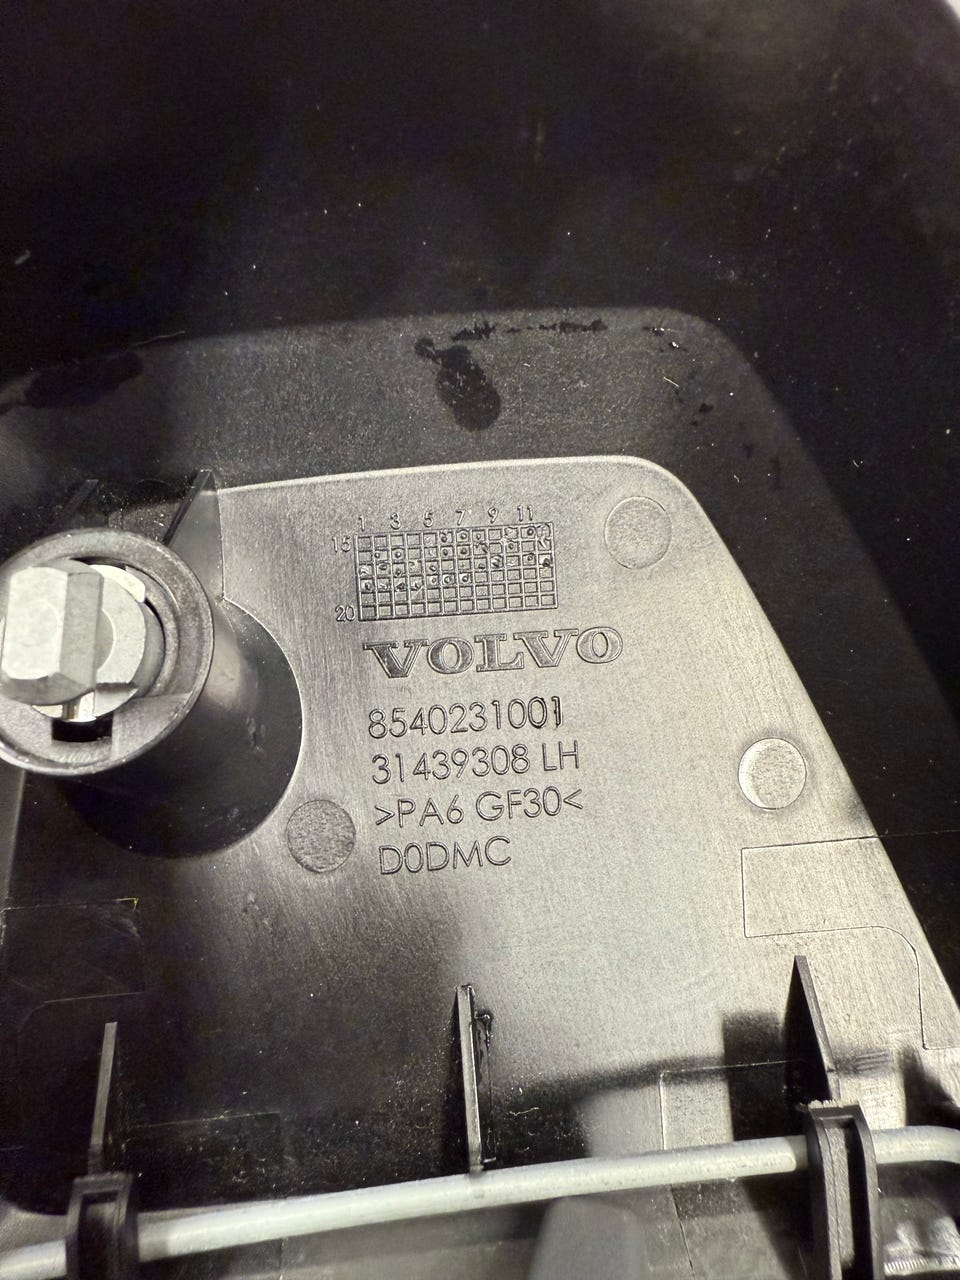 1 3 5 7 9 11
15
20
VOLVO
8540231001
31439308 LH
>PA6 GF30<
D0DMC